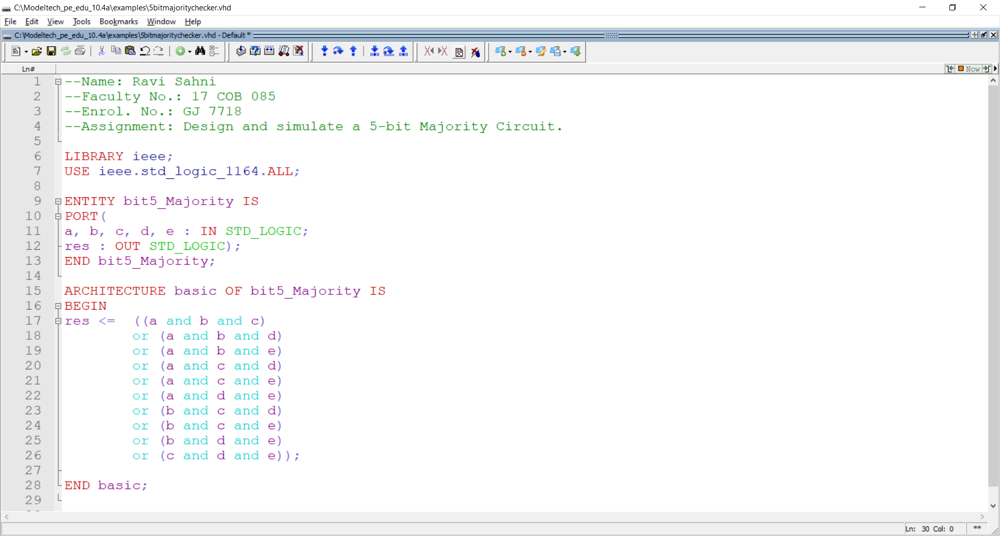 C:\Modeltech_pe_edu_10.4a\examples\5bitmajoritychecker.vhd
File Edit View Tools Bookmarks Window Help
C:\Modeltech_pe_edu_10.4a\examples\5bitmajoritychecker.vhd - Default *
Ln#
Now
1 --Name: Ravi Sahni
2 --Faculty No.: 17 COB 085
3 --Enrol. No.: GJ 7718
4 --Assignment: Design and simulate a 5-bit Majority Circuit.
5
6 LIBRARY ieee;
7 USE ieee.std_logic_1164.ALL;
8
9 ENTITY bit5_Majority IS
10 PORT(
11 a, b, c, d, e : IN STD_LOGIC;
12 res : OUT STD_LOGIC);
13 END bit5_Majority;
14
15 ARCHITECTURE basic OF bit5_Majority IS
16 BEGIN
17 res <=  ((a and b and c)
18 or (a and b and d)
19 or (a and b and e)
20 or (a and c and d)
21 or (a and c and e)
22 or (a and d and e)
23 or (b and c and d)
24 or (b and c and e)
25 or (b and d and e)
26 or (c and d and e));
27
28 END basic;
29
Ln: 30 Col: 0 **